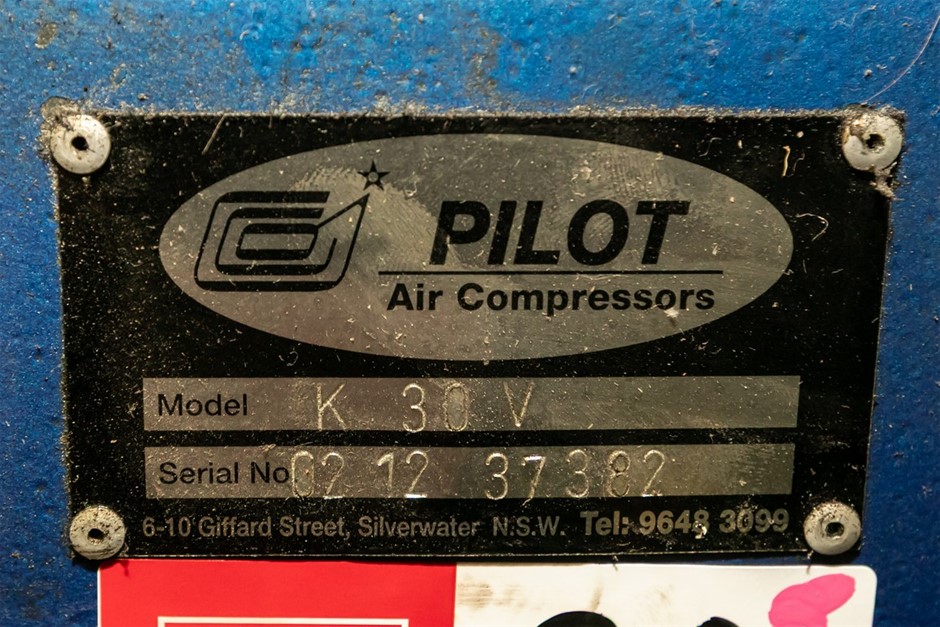 PILOT
Air Compressors
Model K 30 V
Serial No 02 12 37382
6-10 Giffard Street, Silverwater N.S.W. Tel: 9648 3099